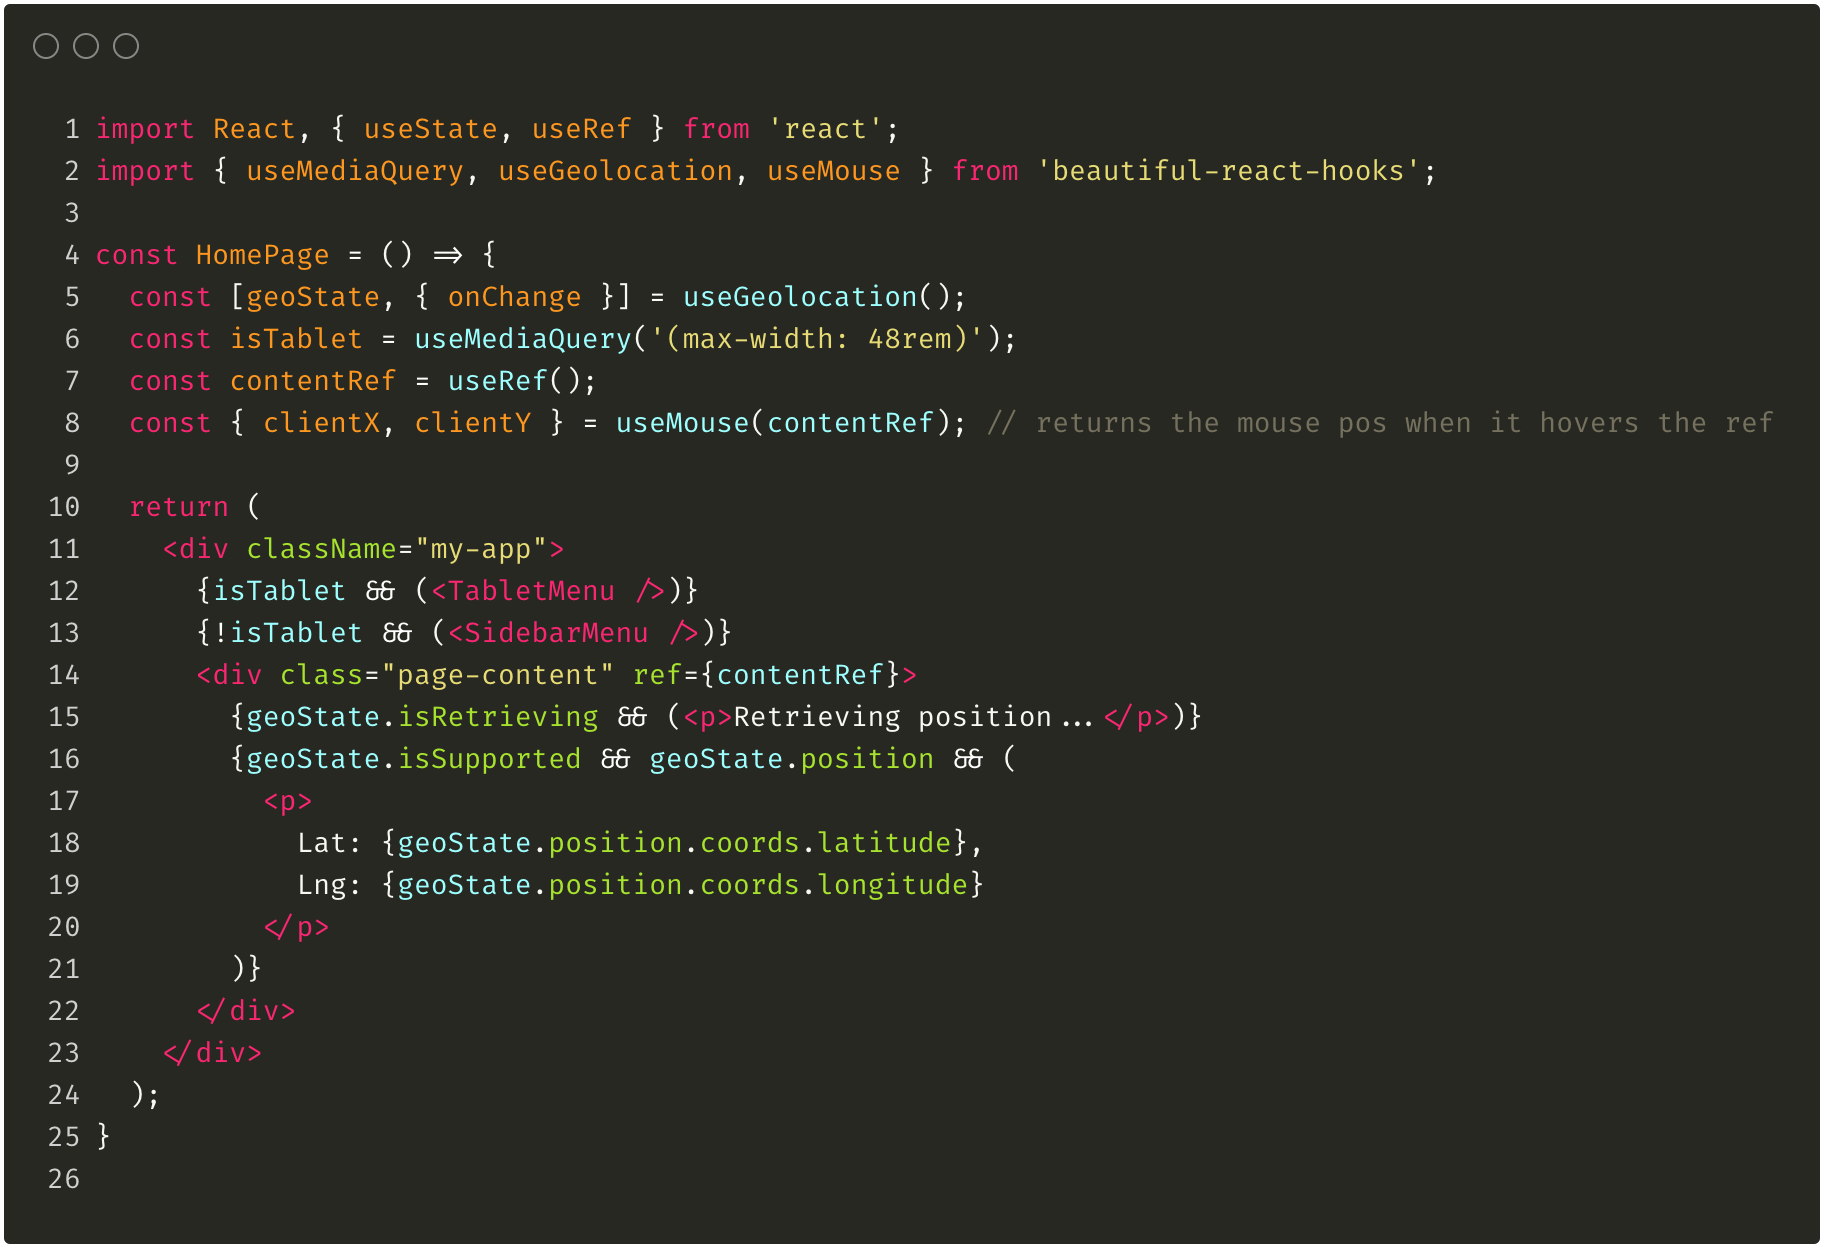 1 import React, { useState, useRef } from 'react';
2 import { useMediaQuery, useGeolocation, useMouse } from 'beautiful-react-hooks';
3
4 const HomePage = () => {
5   const [geoState, { onChange }] = useGeolocation();
6   const isTablet = useMediaQuery('(max-width: 48rem)');
7   const contentRef = useRef();
8   const { clientX, clientY } = useMouse(contentRef); // returns the mouse pos when it hovers the ref
9
10   return (
11     <div className="my-app">
12       {isTablet && (<TabletMenu />)}
13       {!isTablet && (<SidebarMenu />)}
14       <div class="page-content" ref={contentRef}>
15         {geoState.isRetrieving && (<p>Retrieving position...</p>)}
16         {geoState.isSupported && geoState.position && (
17           <p>
18             Lat: {geoState.position.coords.latitude},
19             Lng: {geoState.position.coords.longitude}
20           </p>
21         )}
22       </div>
23     </div>
24   );
25 }
26